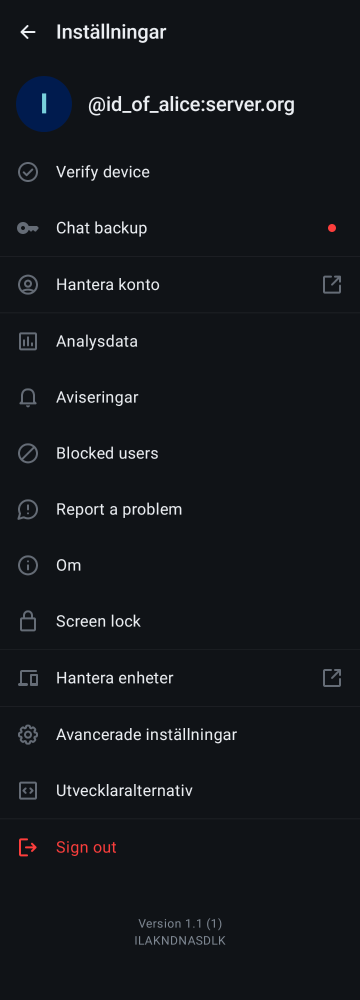 Inställningar
I
@id_of_alice:server.org
Verify device
Chat backup
Hantera konto
Analysdata
Aviseringar
Blocked users
Report a problem
Om
Screen lock
Hantera enheter
Avancerade inställningar
Utvecklaralternativ
Sign out
Version 1.1 (1)
ILAKNDNASDLK